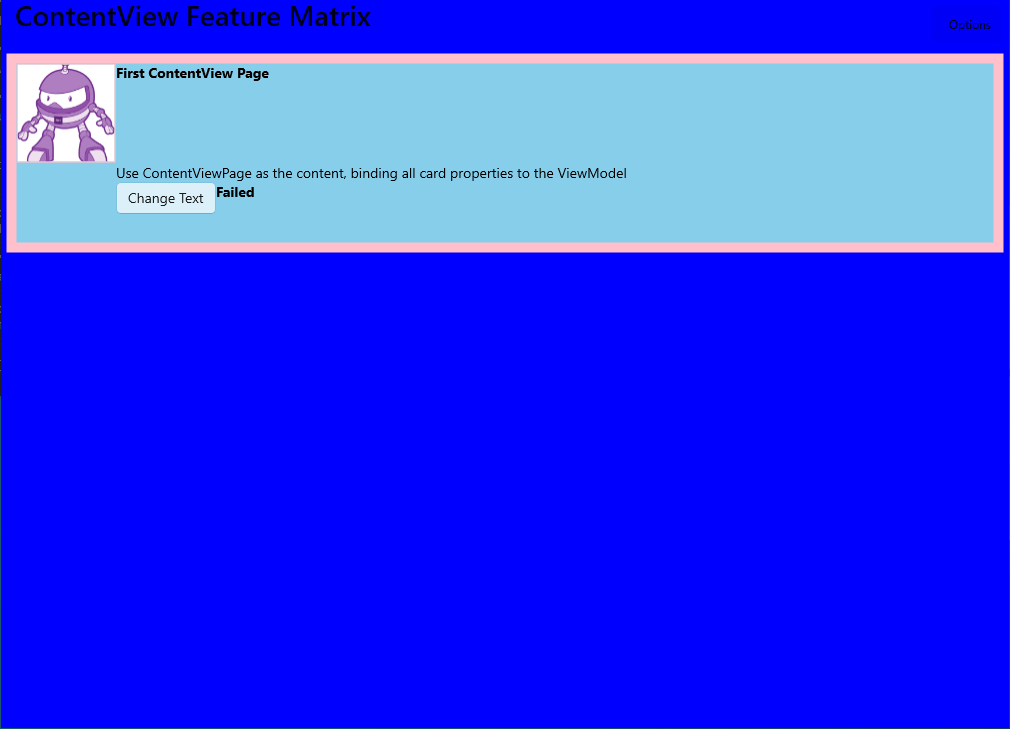 ContentView Feature Matrix
Options
First ContentView Page
Use ContentViewPage as the content, binding all card properties to the ViewModel
Change Text
Failed